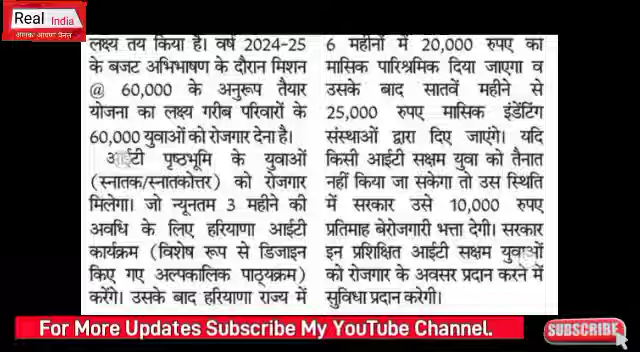 Real India
आपका अपना चैनल
लक्ष्य तय किया है। वर्ष 2024-25
के बजट अभिभाषण के दौरान मिशन
@ 60,000 के अनुरूप तैयार
योजना का लक्ष्य गरीब परिवारों के
60,000 युवाओं को रोजगार देना है।
आईटी पृष्ठभूमि के युवाओं
(स्नातक/स्नातकोत्तर) को रोजगार
मिलेगा। जो न्यूनतम 3 महीने की
अवधि के लिए हरियाणा आईटी
कार्यक्रम (विशेष रूप से डिजाइन
किए गए अल्पकालिक पाठ्यक्रम)
करेंगे। उसके बाद हरियाणा राज्य में
6 महीनों में 20,000 रुपए का
मासिक पारिश्रमिक दिया जाएगा व
उसके बाद सातवें महीने से
25,000 रुपए मासिक इंडेंटिंग
संस्थाओं द्वारा दिए जाएंगे। यदि
किसी आईटी सक्षम युवा को तैनात
नहीं किया जा सकेगा तो उस स्थिति
में सरकार उसे 10,000 रुपए
प्रतिमाह बेरोजगारी भत्ता देगी। सरकार
इन प्रशिक्षित आईटी सक्षम युवाओं
को रोजगार के अवसर प्रदान करने में
सुविधा प्रदान करेगी।
For More Updates Subscribe My YouTube Channel.
SUBSCRIBE